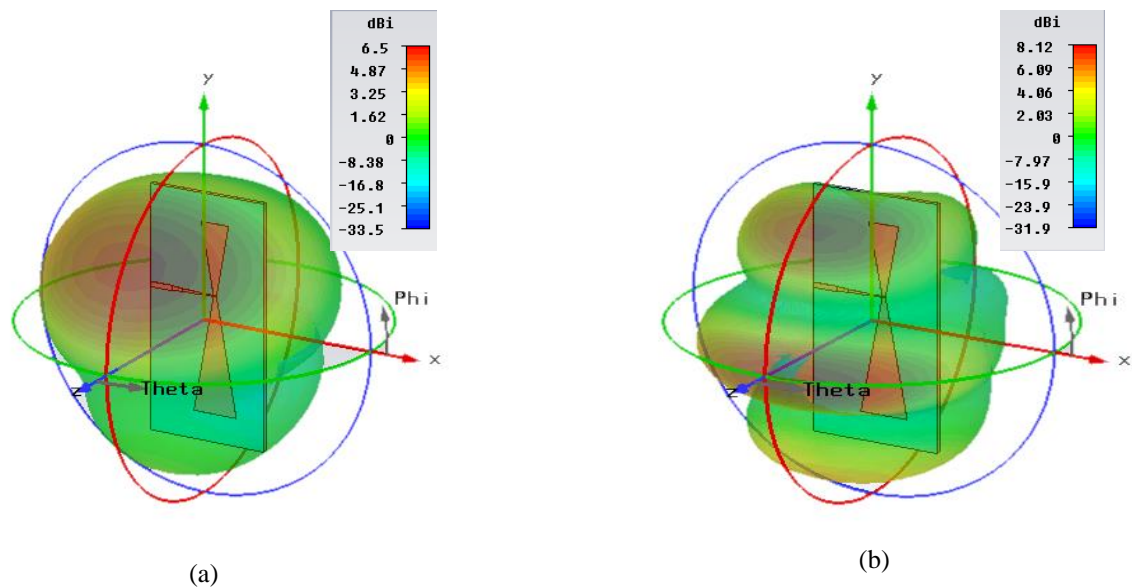 dBi
6.5
4.87
3.25
1.62
0
-8.38
-16.8
-25.1
-33.5
y
Phi
x
z
Theta
(a)
dBi
8.12
6.09
4.06
2.03
0
-7.97
-15.9
-23.9
-31.9
y
Phi
x
z
Theta
(b)